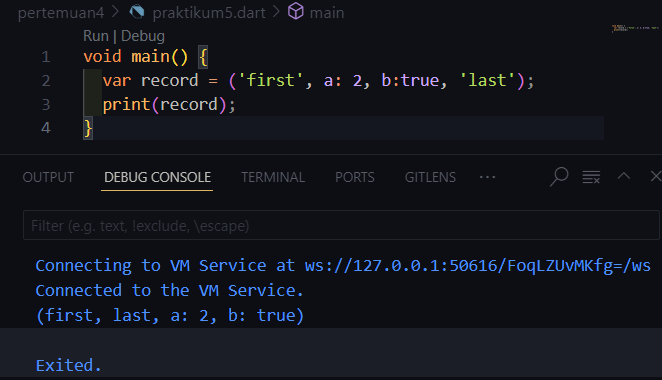 pertemuan4 > praktikum5.dart > main
Run | Debug
1 void main() {
2 var record = ('first', a: 2, b:true, 'last');
3 print(record);
4 }
OUTPUT DEBUG CONSOLE TERMINAL PORTS GITLENS ···
Filter (e.g. text, !exclude, \escape)
Connecting to VM Service at ws://127.0.0.1:50616/FoqLZUvMKfg=/ws
Connected to the VM Service.
(first, last, a: 2, b: true)
Exited.